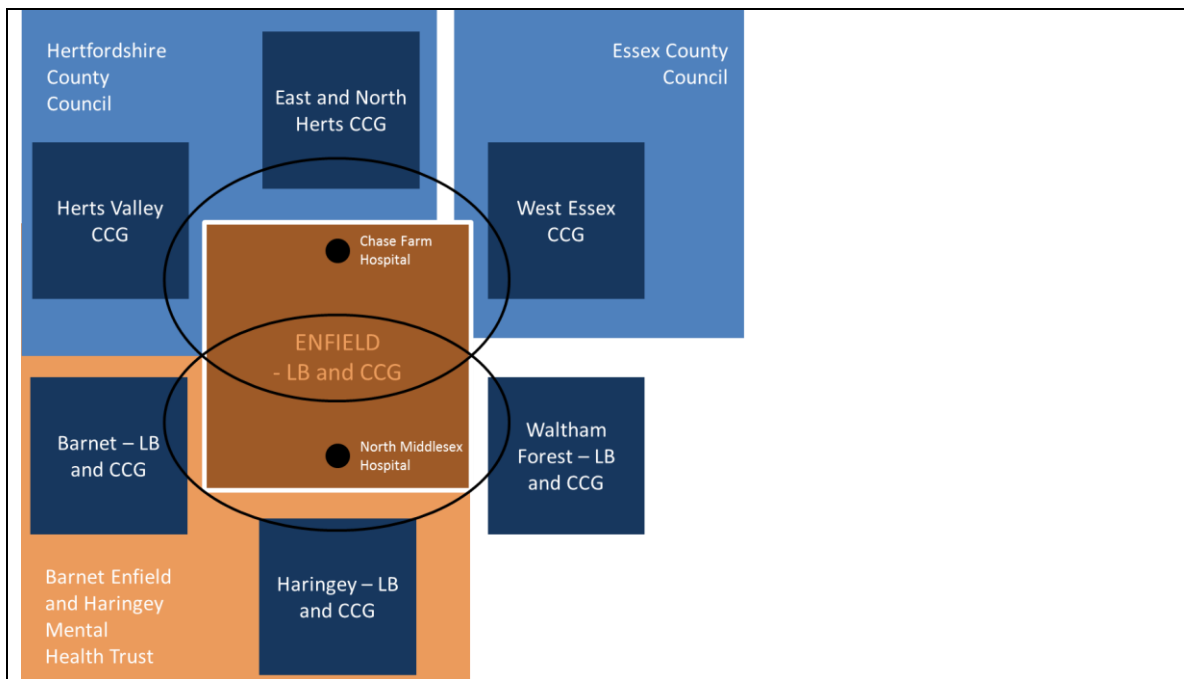 Hertfordshire
County
Council
Essex County
Council
East and North
Herts CCG
Herts Valley
CCG
West Essex
CCG
Chase Farm
Hospital
ENFIELD
- LB and CCG
North Middlesex
Hospital
Barnet – LB
and CCG
Waltham
Forest – LB
and CCG
Barnet Enfield
and Haringey
Mental
Health Trust
Haringey – LB
and CCG